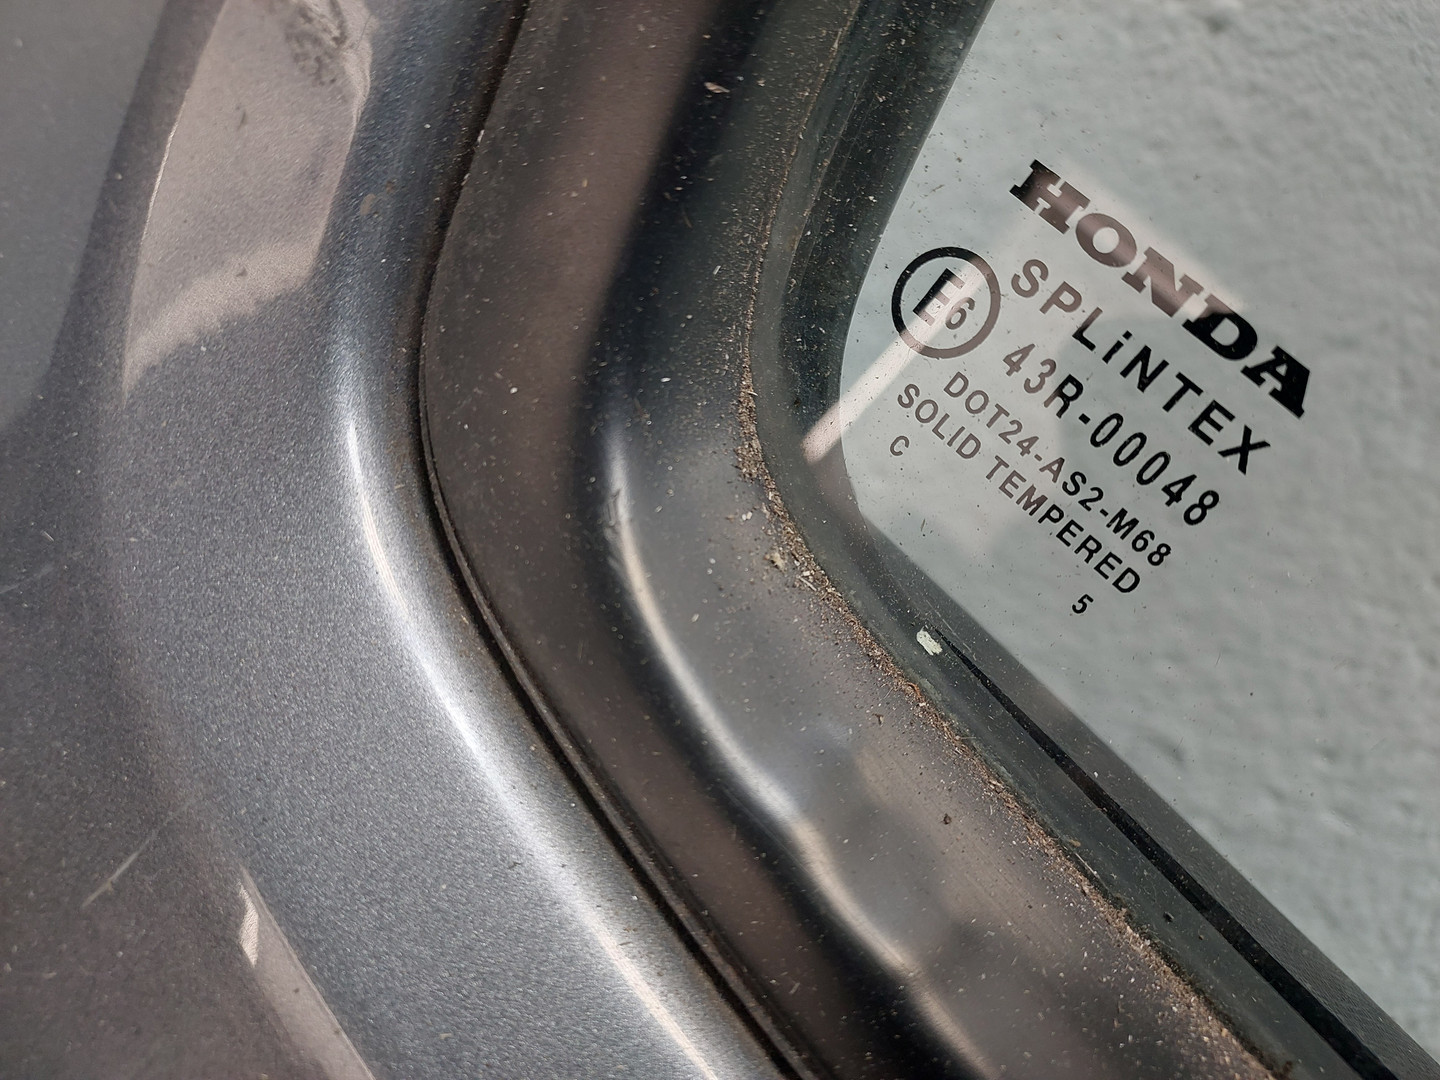 HONDA
SPLiNTEX
E6 43R-00048
DOT24-AS2-M68
SOLID TEMPERED
C 5